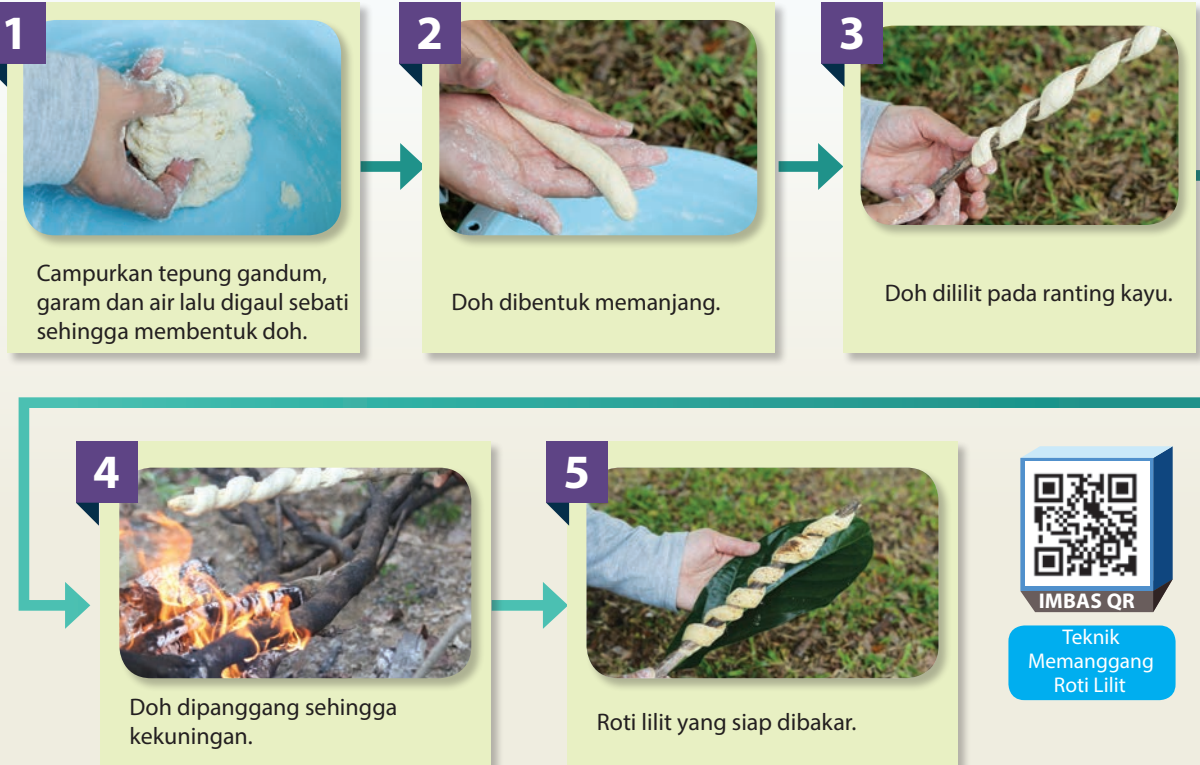 1
Campurkan tepung gandum,
garam dan air lalu digaul sebati
sehingga membentuk doh.
2
Doh dibentuk memanjang.
3
Doh dililit pada ranting kayu.
4
Doh dipanggang sehingga
kekuningan.
5
Roti lilit yang siap dibakar.
IMBAS QR
Teknik
Memanggang
Roti Lilit